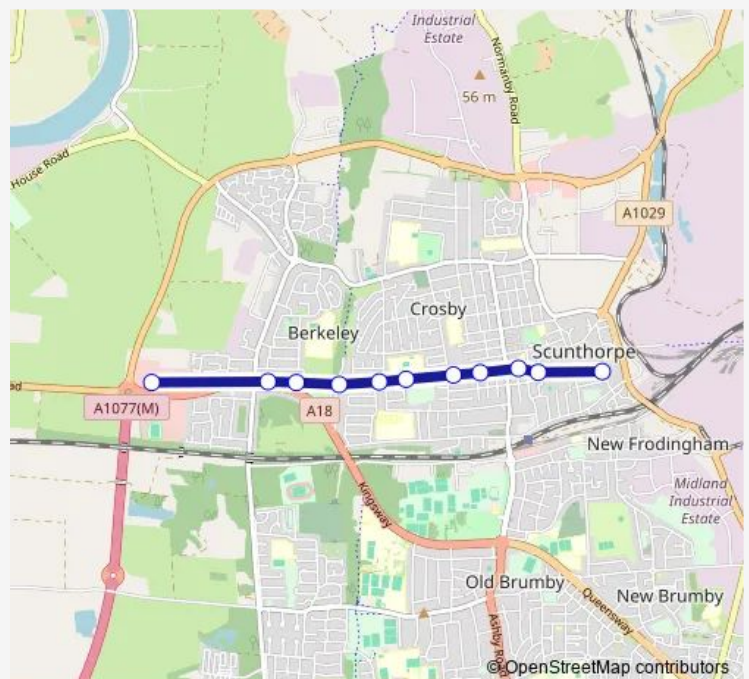 Industrial
Estate
56 m
Normanby Road
House Road
A1029
Crosby
Berkeley
Scunthorpe
ad
A1077(M)
A18
New Frodingham
Midland
Industrial
Estate
Kingsway
Old Brumby
New Brumby
Queensway
Ashby Road
© OpenStreetMap contributors